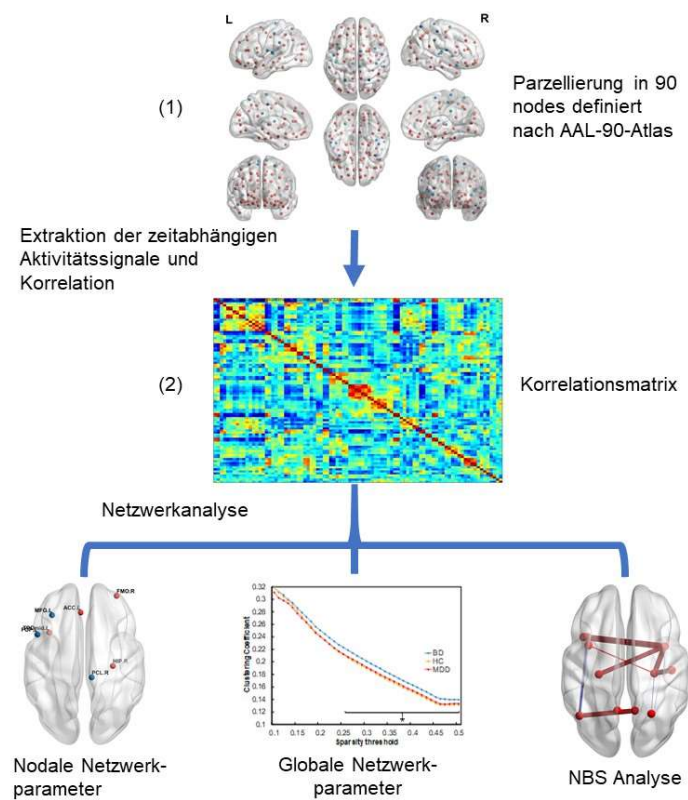 L
R
(1)
Parzellierung in 90
nodes definiert
nach AAL-90-Atlas
Extraktion der zeitabhängigen
Aktivitätssignale und
Korrelation
(2)
Korrelationsmatrix
Netzwerkanalyse
FMO.R
ACC.L
MFG.L
HIP.R
PCL.R
Nodale Netzwerk-
parameter
Clustering Coefficient
0.32
0.3
0.28
0.26
0.24
0.22
0.2
0.18
0.16
0.14
0.12
BD
HC
MDD
*
0.1 0.15 0.2 0.25 0.3 0.35 0.4 0.45 0.5
Sparsity threshold
Globale Netzwerk-
parameter
NBS Analyse